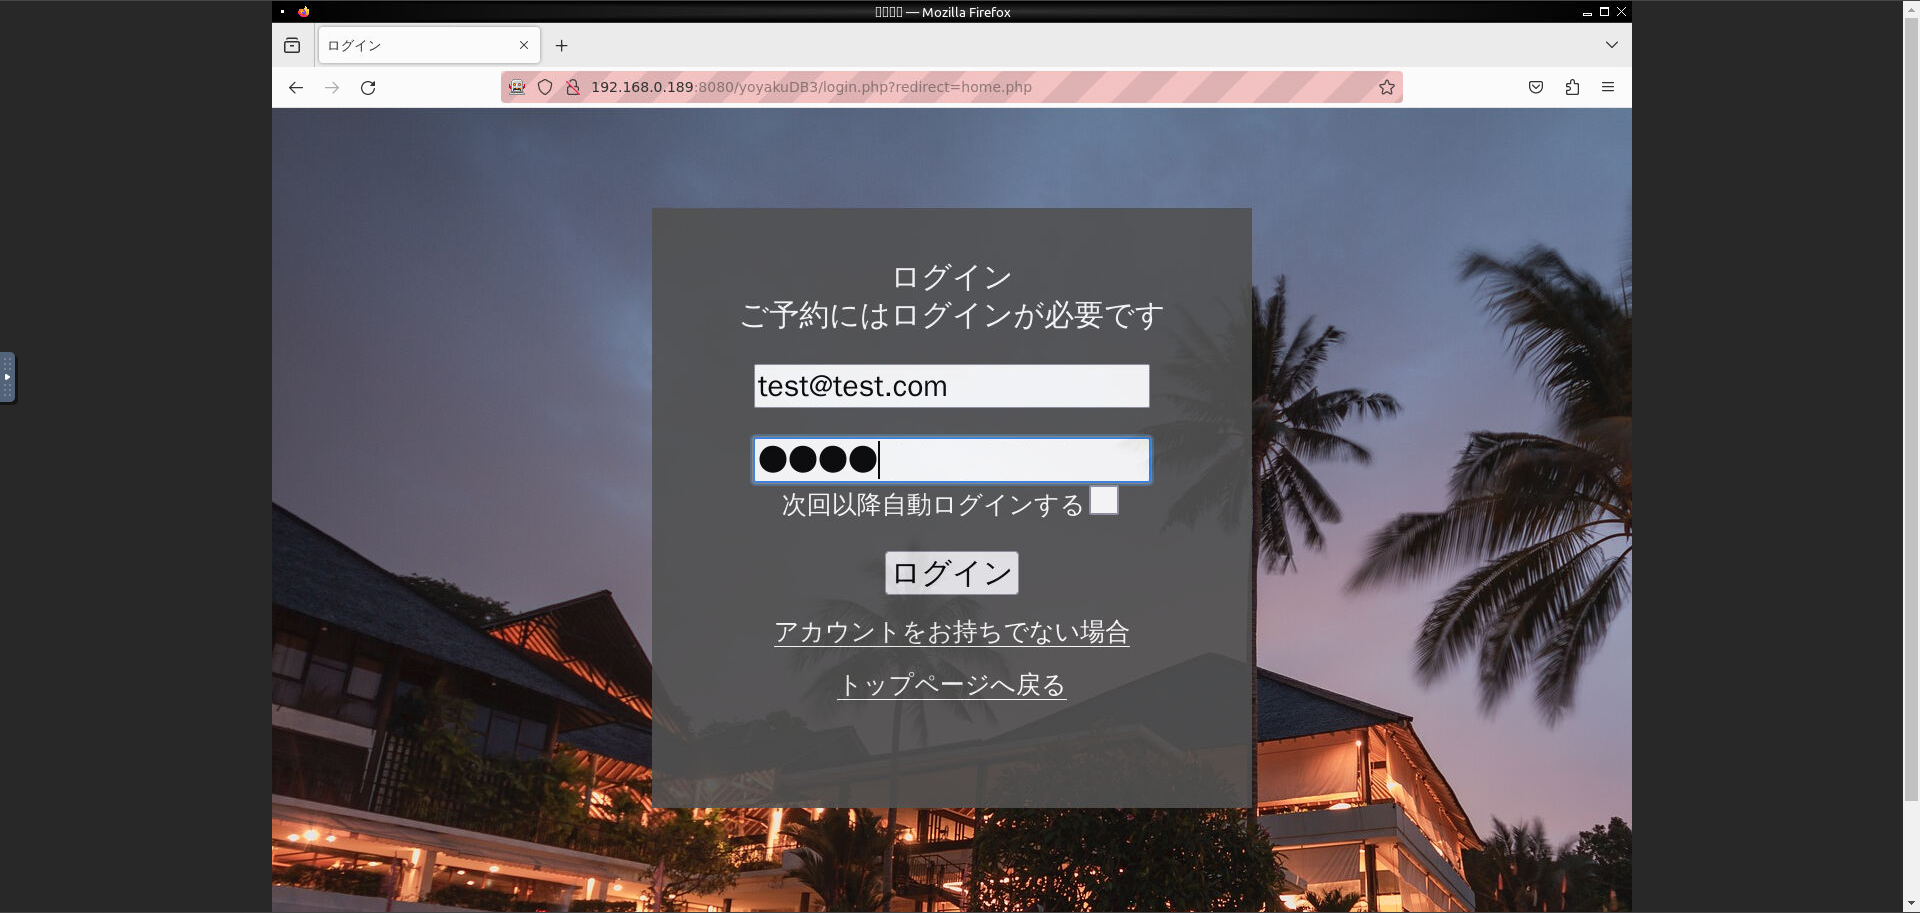 — Mozilla Firefox
ログイン
192.168.0.189:8080/yoyakuDB3/login.php?redirect=home.php
ログイン
ご予約にはログインが必要です
test@test.com
次回以降自動ログインする
ログイン
アカウントをお持ちでない場合
トップページへ戻る